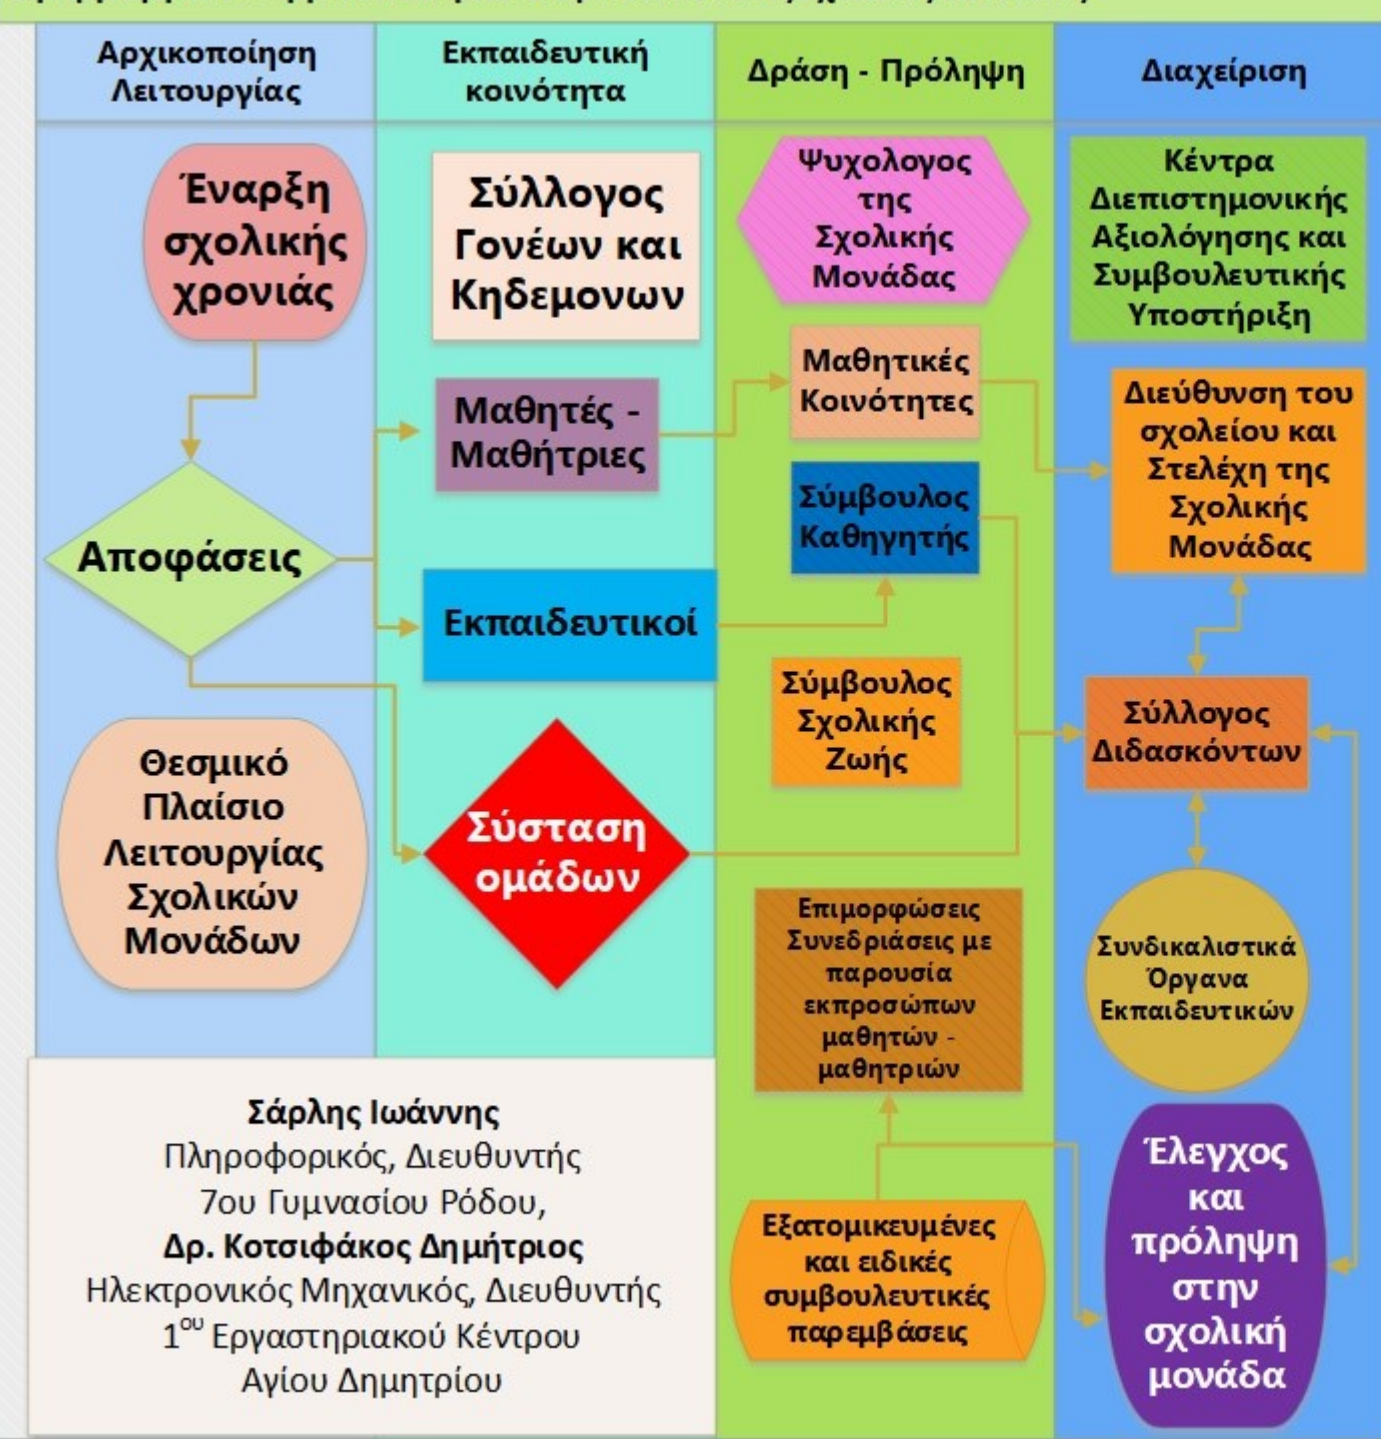 Αρχικοποίηση
Λειτουργίας
Εκπαιδευτική
κοινότητα
Δράση - Πρόληψη
Διαχείριση
Έναρξη
σχολικής
χρονιάς
Αποφάσεις
Θεσμικό
Πλαίσιο
Λειτουργίας
Σχολικών
Μονάδων
Σύλλογος
Γονέων και
Κηδεμονων
Μαθητές -
Μαθήτριες
Εκπαιδευτικοί
Σύσταση
ομάδων
Ψυχολογος
της
Σχολικής
Μονάδας
Μαθητικές
Κοινότητες
Σύμβουλος
Καθηγητής
Σύμβουλος
Σχολικής
Ζωής
Επιμορφώσεις
Συνεδριάσεις με
παρουσία
εκπροσώπων
μαθητών -
μαθητριών
Εξατομικευμένες
και ειδικές
συμβουλευτικές
παρεμβάσεις
Κέντρα
Διεπιστημονικής
Αξιολόγησης και
Συμβουλευτικής
Υποστήριξη
Διεύθυνση του
σχολείου και
Στελέχη της
Σχολικής
Μονάδας
Σύλλογος
Διδασκόντων
Συνδικαλιστικά
Όργανα
Εκπαιδευτικών
Έλεγχος
και
πρόληψη
στην
σχολική
μονάδα
Σάρλης Ιωάννης
Πληροφορικός, Διευθυντής
7ου Γυμνασίου Ρόδου,
Δρ. Κοτσιφάκος Δημήτριος
Ηλεκτρονικός Μηχανικός, Διευθυντής
1ου Εργαστηριακού Κέντρου
Αγίου Δημητρίου